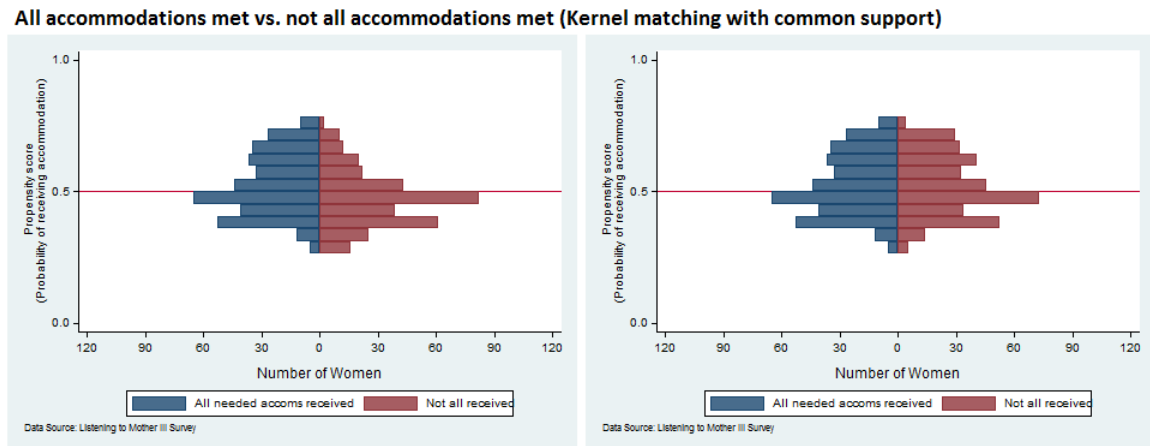 All accommodations met vs. not all accommodations met (Kernel matching with common support)
1.0
0.5
0.0
Propensity score
(Probability of receiving accommodation)
120 90 60 30 0 30 60 90 120
Number of Women
All needed accoms received Not all received
Data Source: Listening to Mother III Survey
1.0
0.5
0.0
Propensity score
(Probability of receiving accommodation)
120 90 60 30 0 30 60 90 120
Number of Women
All needed accoms received Not all received
Data Source: Listening to Mother III Survey